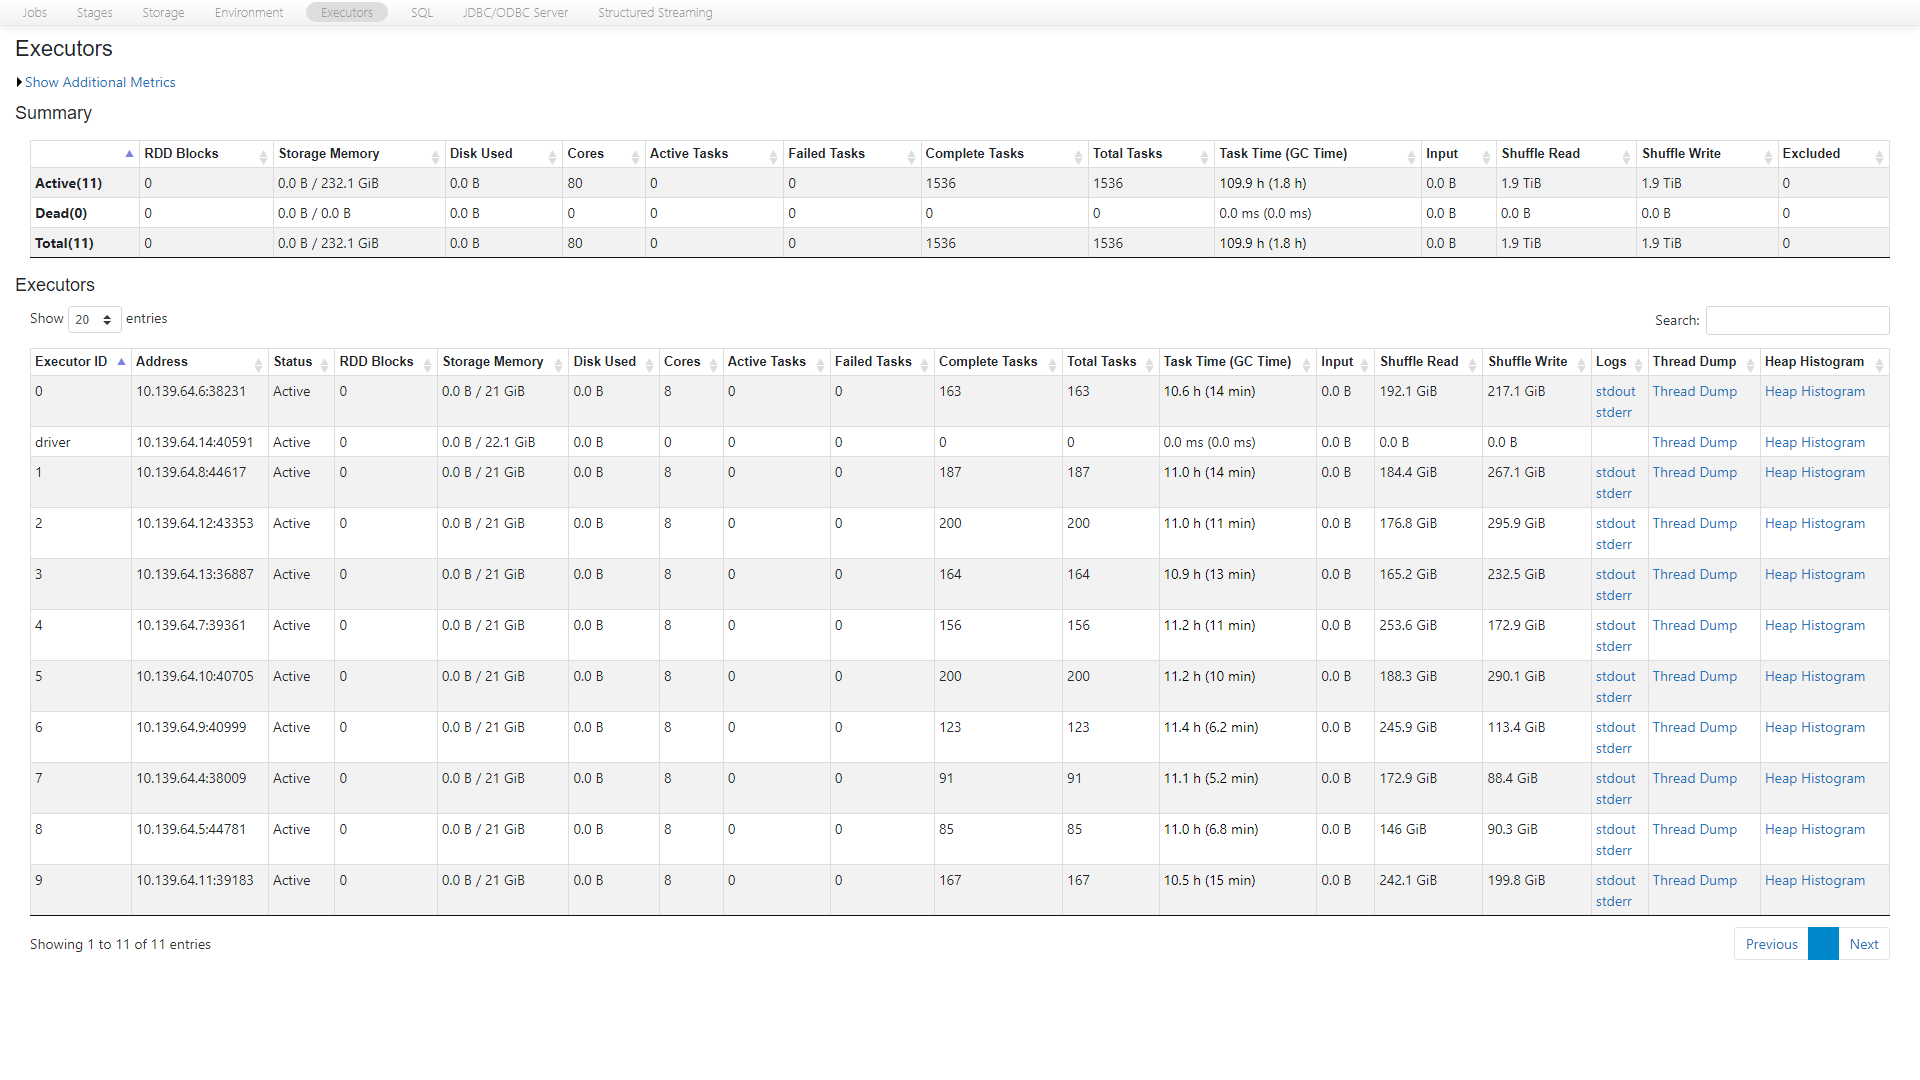 Jobs Stages Storage Environment Executors SQL JDBC/ODBC Server Structured Streaming
Executors
Show Additional Metrics
Summary
RDD Blocks Storage Memory Disk Used Cores Active Tasks Failed Tasks Complete Tasks Total Tasks Task Time (GC Time) Input Shuffle Read Shuffle Write Excluded
Active(11) 0 0.0 B / 232.1 GiB 0.0 B 80 0 0 1536 1536 109.9 h (1.8 h) 0.0 B 1.9 TiB 1.9 TiB 0
Dead(0) 0 0.0 B / 0.0 B 0.0 B 0 0 0 0 0 0.0 ms (0.0 ms) 0.0 B 0.0 B 0.0 B 0
Total(11) 0 0.0 B / 232.1 GiB 0.0 B 80 0 0 1536 1536 109.9 h (1.8 h) 0.0 B 1.9 TiB 1.9 TiB 0
Executors
Show 20 entries Search:
Executor ID Address Status RDD Blocks Storage Memory Disk Used Cores Active Tasks Failed Tasks Complete Tasks Total Tasks Task Time (GC Time) Input Shuffle Read Shuffle Write Logs Thread Dump Heap Histogram
0 10.139.64.6:38231 Active 0 0.0 B / 21 GiB 0.0 B 8 0 0 163 163 10.6 h (14 min) 0.0 B 192.1 GiB 217.1 GiB stdout Thread Dump Heap Histogram
stderr
driver 10.139.64.14:40591 Active 0 0.0 B / 22.1 GiB 0.0 B 0 0 0 0 0 0.0 ms (0.0 ms) 0.0 B 0.0 B 0.0 B Thread Dump Heap Histogram
1 10.139.64.8:44617 Active 0 0.0 B / 21 GiB 0.0 B 8 0 0 187 187 11.0 h (14 min) 0.0 B 184.4 GiB 267.1 GiB stdout Thread Dump Heap Histogram
stderr
2 10.139.64.12:43353 Active 0 0.0 B / 21 GiB 0.0 B 8 0 0 200 200 11.0 h (11 min) 0.0 B 176.8 GiB 295.9 GiB stdout Thread Dump Heap Histogram
stderr
3 10.139.64.13:36887 Active 0 0.0 B / 21 GiB 0.0 B 8 0 0 164 164 10.9 h (13 min) 0.0 B 165.2 GiB 232.5 GiB stdout Thread Dump Heap Histogram
stderr
4 10.139.64.7:39361 Active 0 0.0 B / 21 GiB 0.0 B 8 0 0 156 156 11.2 h (11 min) 0.0 B 253.6 GiB 172.9 GiB stdout Thread Dump Heap Histogram
stderr
5 10.139.64.10:40705 Active 0 0.0 B / 21 GiB 0.0 B 8 0 0 200 200 11.2 h (10 min) 0.0 B 188.3 GiB 290.1 GiB stdout Thread Dump Heap Histogram
stderr
6 10.139.64.9:40999 Active 0 0.0 B / 21 GiB 0.0 B 8 0 0 123 123 11.4 h (6.2 min) 0.0 B 245.9 GiB 113.4 GiB stdout Thread Dump Heap Histogram
stderr
7 10.139.64.4:38009 Active 0 0.0 B / 21 GiB 0.0 B 8 0 0 91 91 11.1 h (5.2 min) 0.0 B 172.9 GiB 88.4 GiB stdout Thread Dump Heap Histogram
stderr
8 10.139.64.5:44781 Active 0 0.0 B / 21 GiB 0.0 B 8 0 0 85 85 11.0 h (6.8 min) 0.0 B 146 GiB 90.3 GiB stdout Thread Dump Heap Histogram
stderr
9 10.139.64.11:39183 Active 0 0.0 B / 21 GiB 0.0 B 8 0 0 167 167 10.5 h (15 min) 0.0 B 242.1 GiB 199.8 GiB stdout Thread Dump Heap Histogram
stderr
Showing 1 to 11 of 11 entries Previous Next